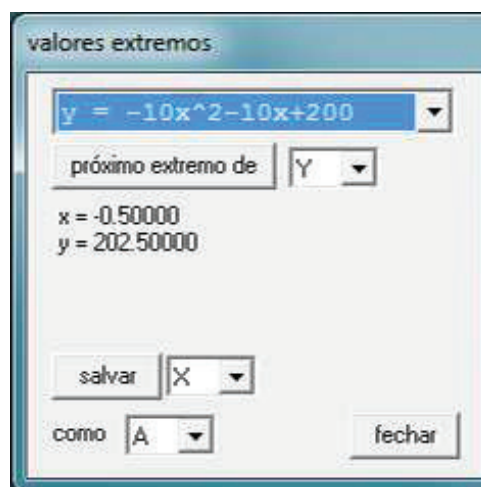 valores extremos
y = -10x^2-10x+200
próximo extremo de Y
x = -0.50000
y = 202.50000
salvar X
como A fechar